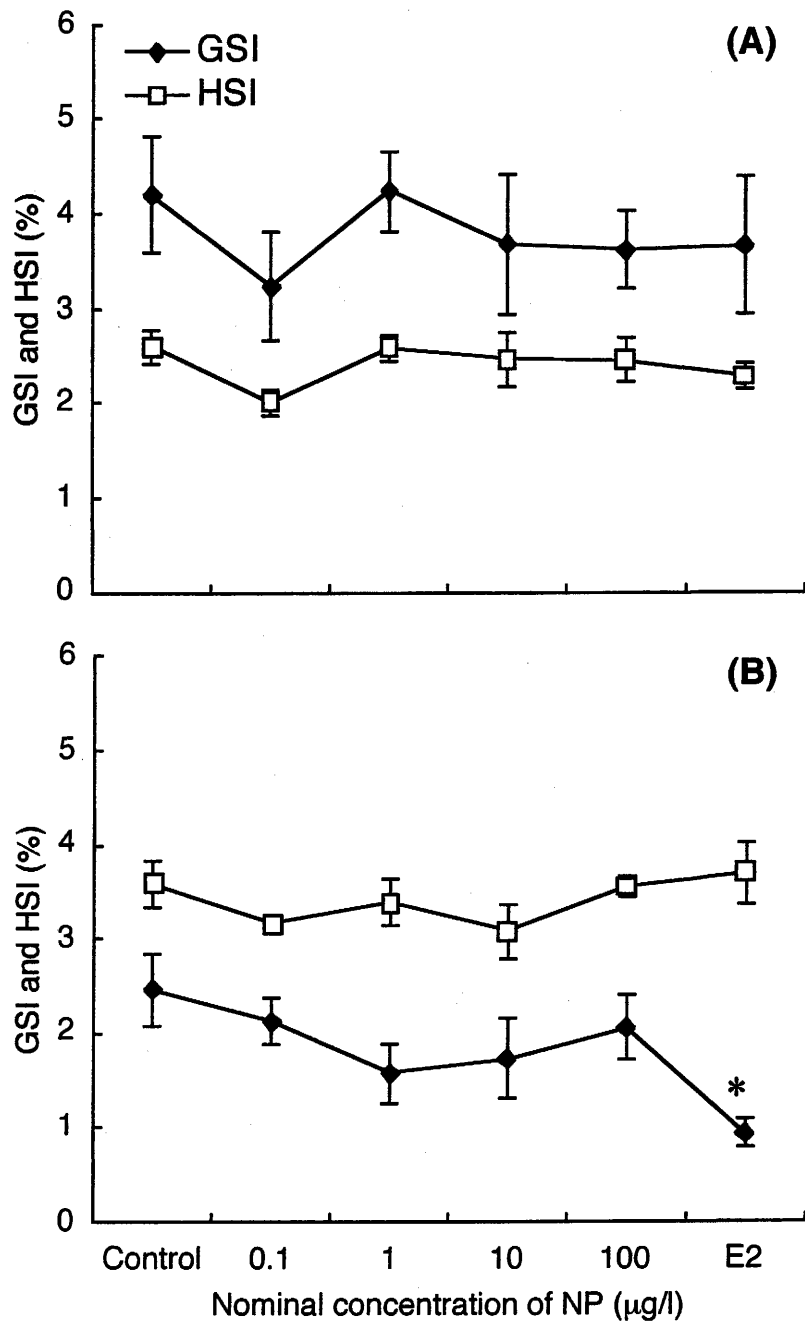 (A)
GSI
HSI
6
5
4
3
2
1
0
GSI and HSI (%)
(B)
6
5
4
3
2
1
0
GSI and HSI (%)
*
Control 0.1 1 10 100 E2
Nominal concentration of NP (μg/l)